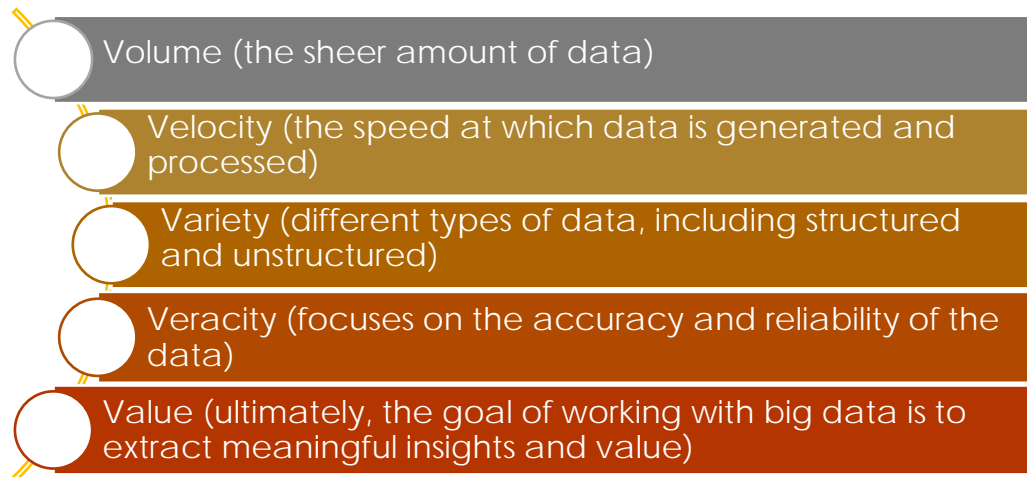 Volume (the sheer amount of data)
Velocity (the speed at which data is generated and
processed)
Variety (different types of data, including structured
and unstructured)
Veracity (focuses on the accuracy and reliability of the
data)
Value (ultimately, the goal of working with big data is to
extract meaningful insights and value)